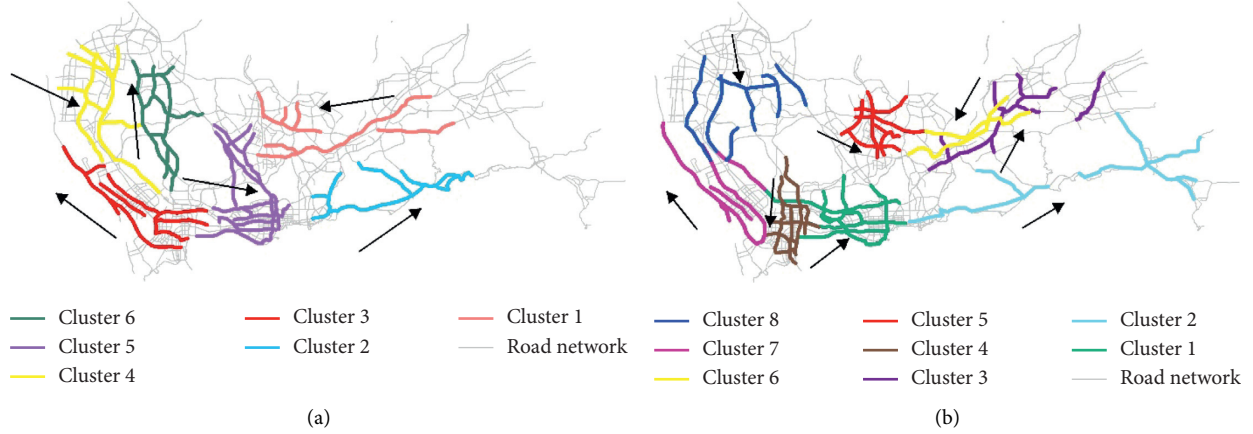 Cluster 6
Cluster 3
Cluster 1
Cluster 5
Cluster 2
Road network
Cluster 4
(a)
Cluster 8
Cluster 5
Cluster 2
Cluster 7
Cluster 4
Cluster 1
Cluster 6
Cluster 3
Road network
(b)